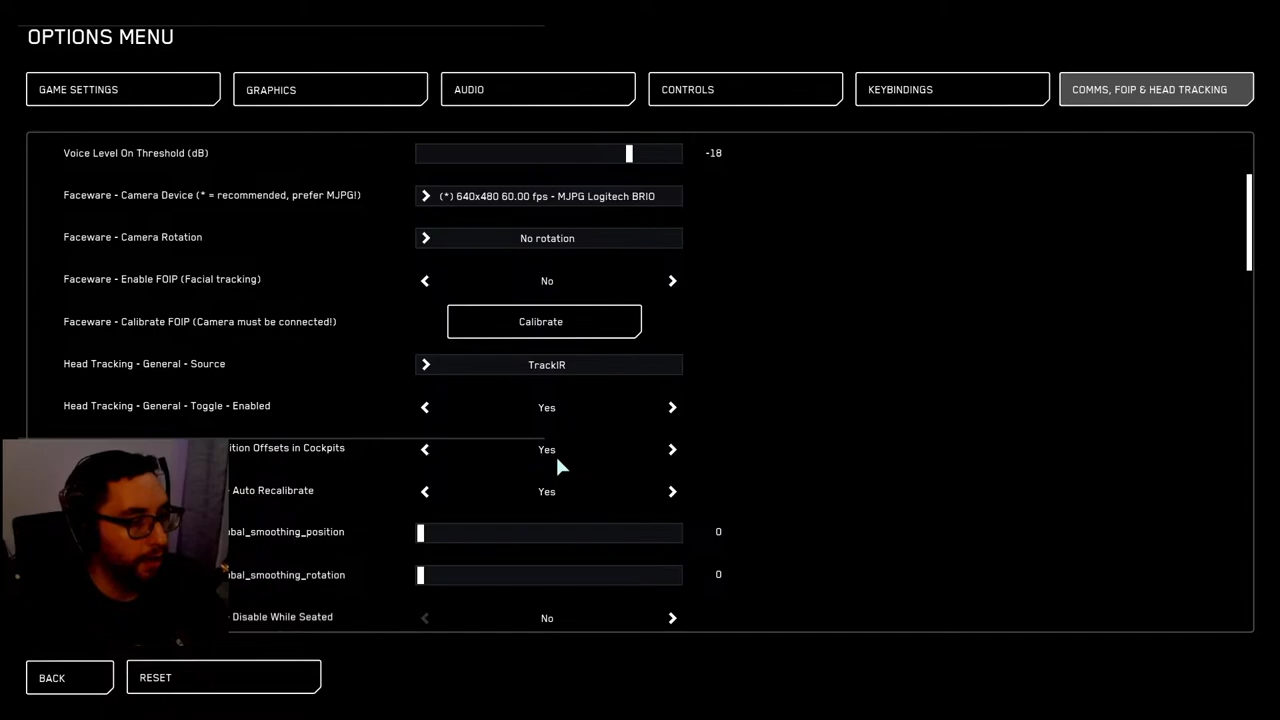 OPTIONS MENU
GAME SETTINGS
GRAPHICS
AUDIO
CONTROLS
KEYBINDINGS
COMMS, FOIP & HEAD TRACKING
Voice Level On Threshold (dB) -18
Faceware - Camera Device (* = recommended, prefer MJPG!) (*) 640x480 60.00 fps - MJPG Logitech BRIO
Faceware - Camera Rotation No rotation
Faceware - Enable FOIP (Facial tracking) No
Faceware - Calibrate FOIP (Camera must be connected!) Calibrate
Head Tracking - General - Source TrackIR
Head Tracking - General - Toggle - Enabled Yes
ition Offsets in Cockpits Yes
- Auto Recalibrate Yes
bal_smoothing_position 0
bal_smoothing_rotation 0
- Disable While Seated No
BACK
RESET